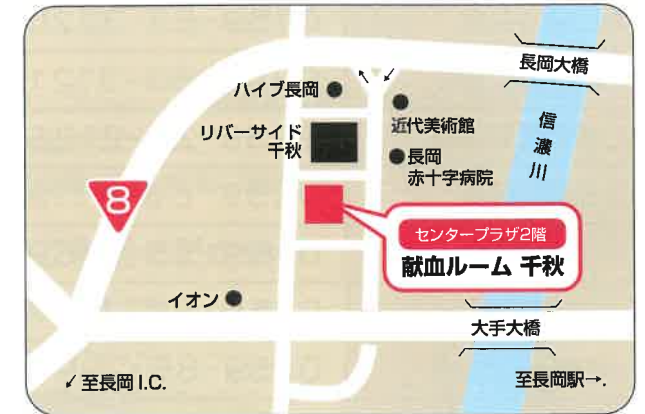 長岡大橋
ハイブ長岡
近代美術館
リバーサイド
千秋
長岡
赤十字病院
信濃川
8
センタープラザ2階
献血ルーム 千秋
イオン
大手大橋
↙至長岡I.C.
至長岡駅→.